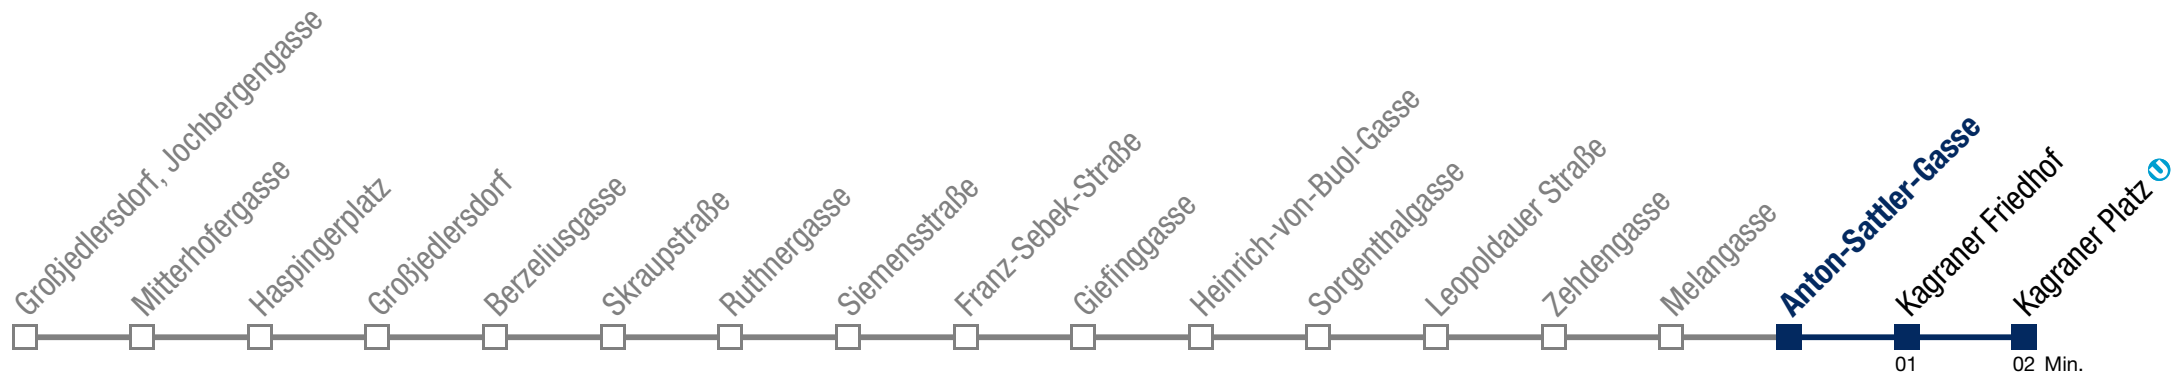 Großjedlersdorf, Jochbergengasse
Mitterhofergasse
Haspingerplatz
Großjedlersdorf
Berzeliusgasse
Skraupstraße
Ruthnergasse
Siemensstraße
Franz-Sebek-Straße
Giefinggasse
Heinrich-von-Buol-Gasse
Sorgenthalgasse
Leopoldauer Straße
Zehdengasse
Melangasse
Anton-Sattler-Gasse
Kagraner Friedhof
Kagraner Platz U
01
02 Min.